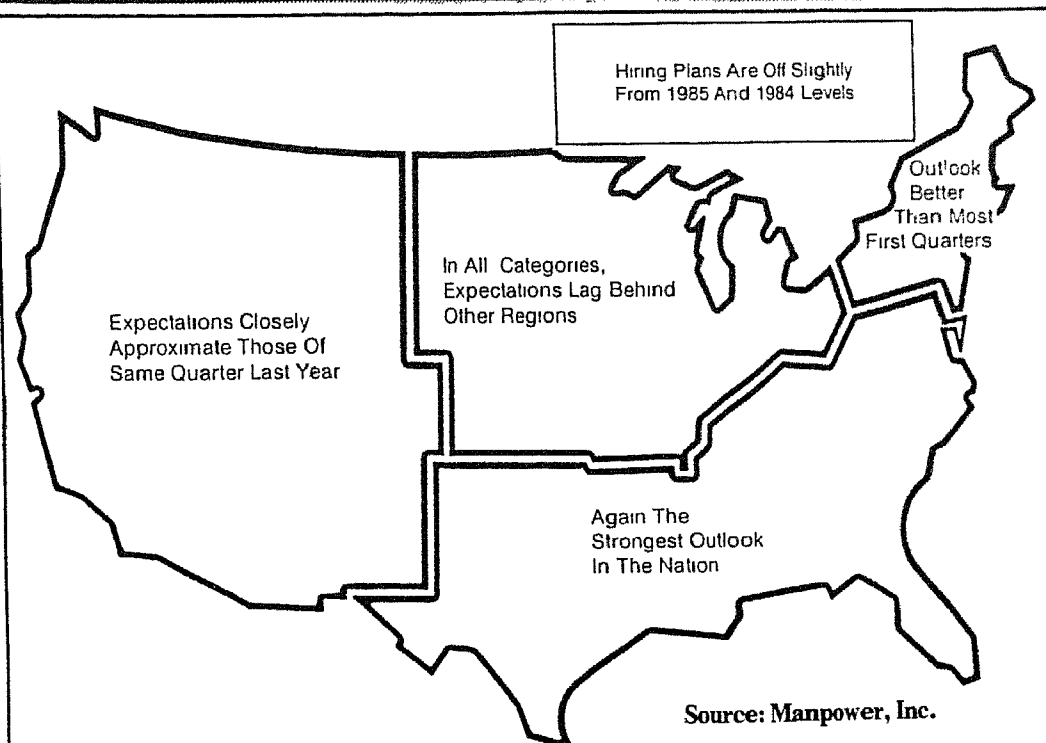 Hiring Plans Are Off Slightly
From 1985 And 1984 Levels
Outlook
Better
Than Most
First Quarters
In All Categories,
Expectations Lag Behind
Other Regions
Expectations Closely
Approximate Those Of
Same Quarter Last Year
Again The
Strongest Outlook
In The Nation
Source: Manpower, Inc.